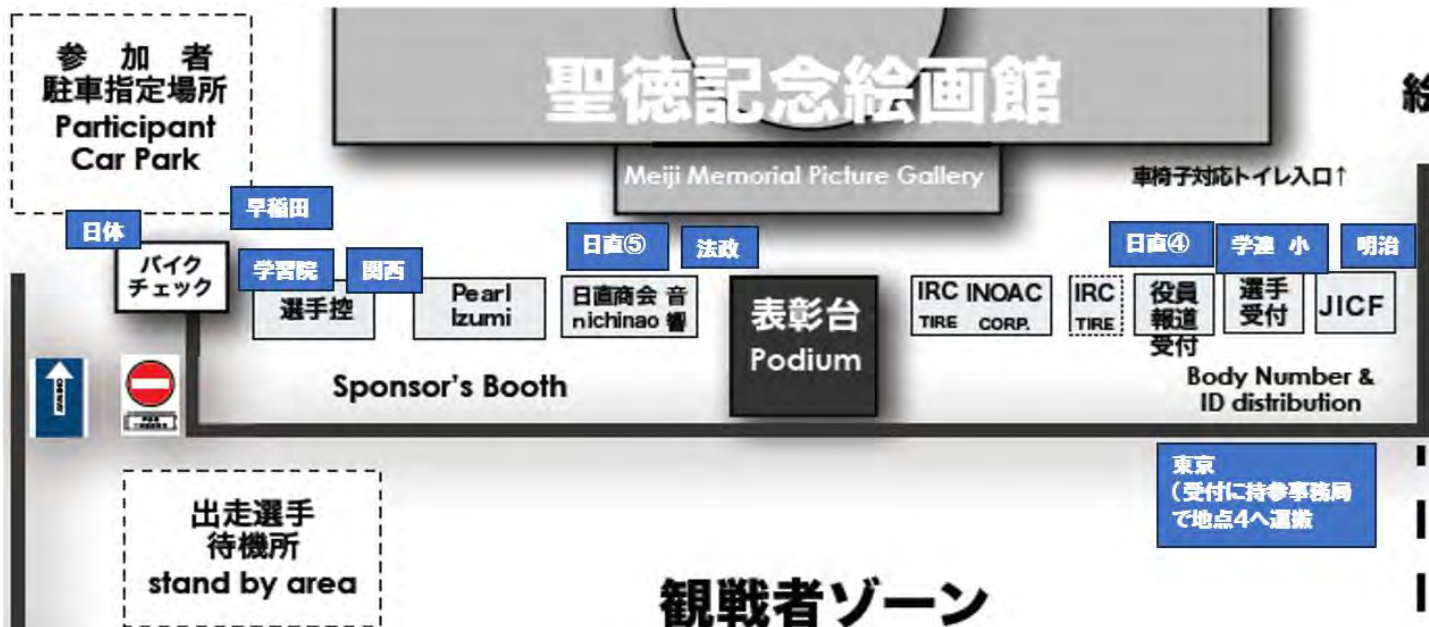 参 加 者
駐車指定場所
Participant
Car Park
聖徳記念絵画館
Meiji Memorial Picture Gallery
車椅子対応トイレ入口↑
日体
早稲田
バイク
チェック
学習院
関西
選手控
Pearl
Izumi
日直⑤
法政
日直商会 音
nichinao 響
表彰台
Podium
IRC INOAC
TIRE CORP.
IRC
TIRE
日直④
役員
報道
受付
学連 小
選手
受付
明治
JICF
Sponsor's Booth
Body Number &
ID distribution
東京
(受付に持参事務局
で地点4へ運搬
出走選手
待機所
stand by area
観戦者ゾーン